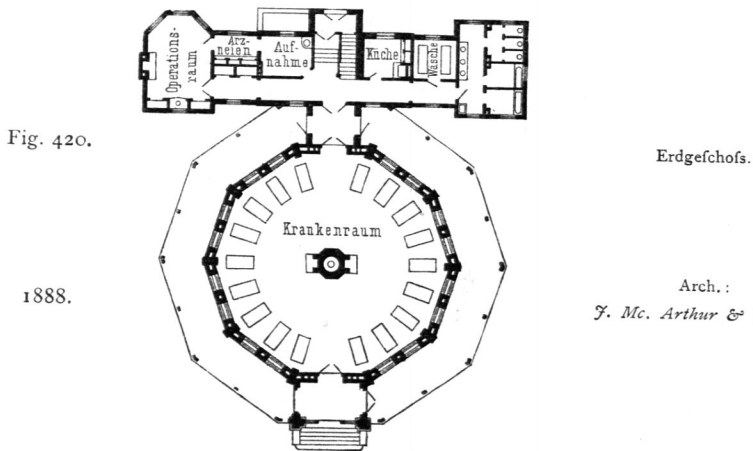 Operations-
raum
Arz-
neien
Auf-
nahme
Küche
Wäsche
Fig. 420.
Erdgeſchoſs.
Krankenraum
1888.
Arch.:
J. Mc. Arthur &